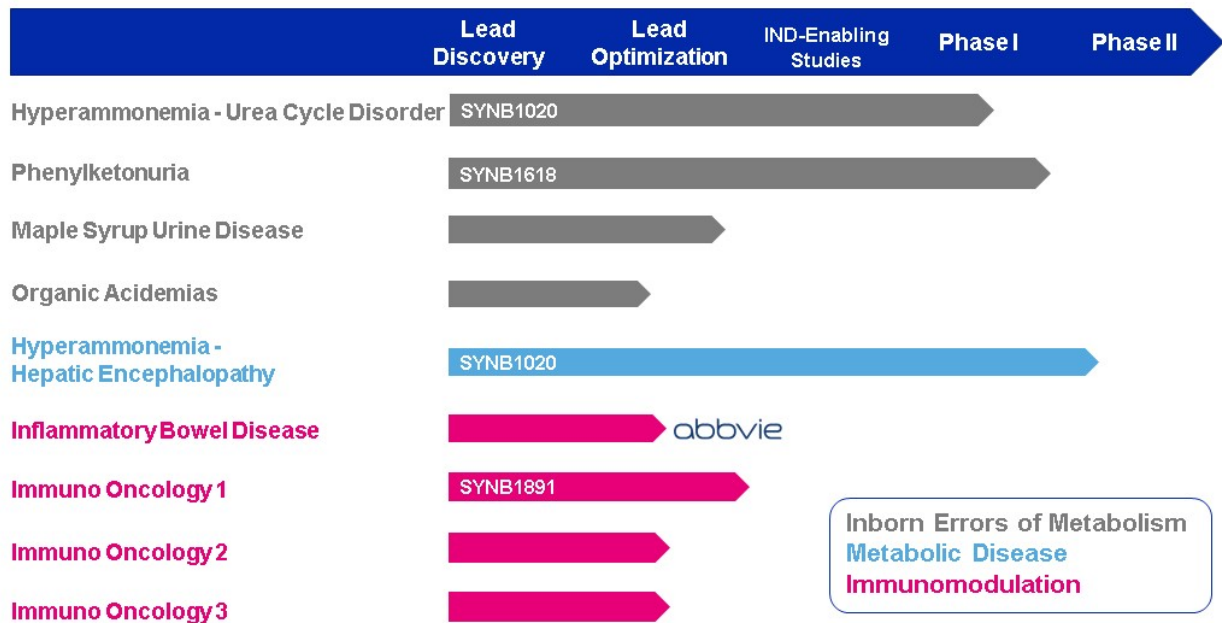 Lead Discovery
Lead Optimization
IND-Enabling Studies
Phase I
Phase II
Hyperammonemia - Urea Cycle Disorder
SYNB1020
Phenylketonuria
SYNB1618
Maple Syrup Urine Disease
Organic Acidemias
Hyperammonemia -
Hepatic Encephalopathy
SYNB1020
Inflammatory Bowel Disease
abbvie
Immuno Oncology 1
SYNB1891
Immuno Oncology 2
Immuno Oncology 3
Inborn Errors of Metabolism
Metabolic Disease
Immunomodulation